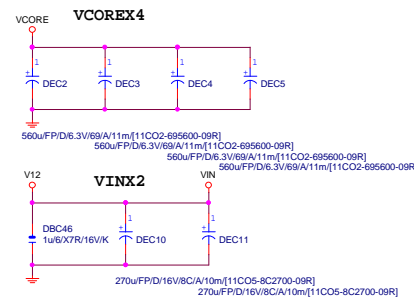 VCOREX4
VCORE
1 1 1 1
+ + + +
DEC2 DEC3 DEC4 DEC5
560u/FP/D/6.3V/69/A/11m/[11CO2-695600-09R]
560u/FP/D/6.3V/69/A/11m/[11CO2-695600-09R]
560u/FP/D/6.3V/69/A/11m/[11CO2-695600-09R]
560u/FP/D/6.3V/69/A/11m/[11CO2-695600-09R]
V12 VINX2 VIN
1 1
+ +
DBC46
1u/6/X7R/16V/K
DEC10 DEC11
270u/FP/D/16V/8C/A/10m/[11CO5-8C2700-09R]
270u/FP/D/16V/8C/A/10m/[11CO5-8C2700-09R]